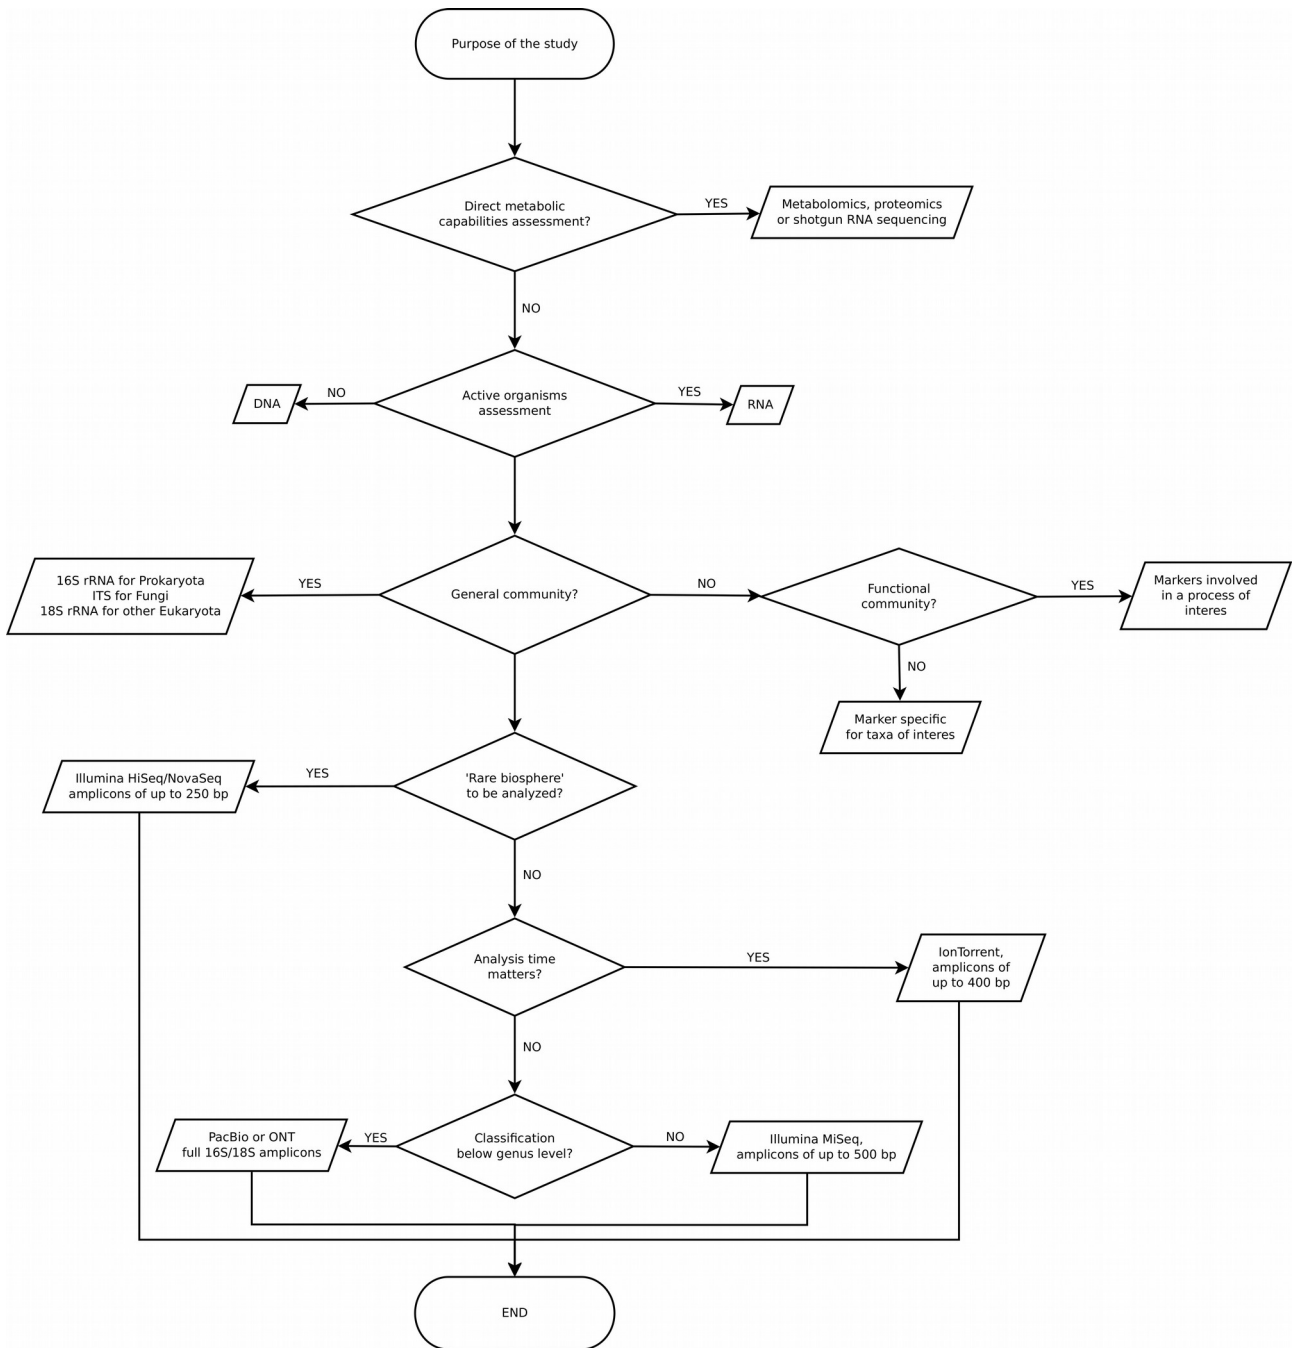 Purpose of the study
Direct metabolic
capabilities assessment?
YES
Metabolomics, proteomics
or shotgun RNA sequencing
NO
Active organisms
assessment
NO
DNA
YES
RNA
General community?
YES
16S rRNA for Prokaryota
ITS for Fungi
18S rRNA for other Eukaryota
NO
Functional
community?
YES
Markers involved
in a process of
interes
NO
Marker specific
for taxa of interes
'Rare biosphere'
to be analyzed?
YES
Illumina HiSeq/NovaSeq
amplicons of up to 250 bp
NO
Analysis time
matters?
YES
IonTorrent,
amplicons of
up to 400 bp
NO
Classification
below genus level?
YES
PacBio or ONT
full 16S/18S amplicons
NO
Illumina MiSeq,
amplicons of up to 500 bp
END